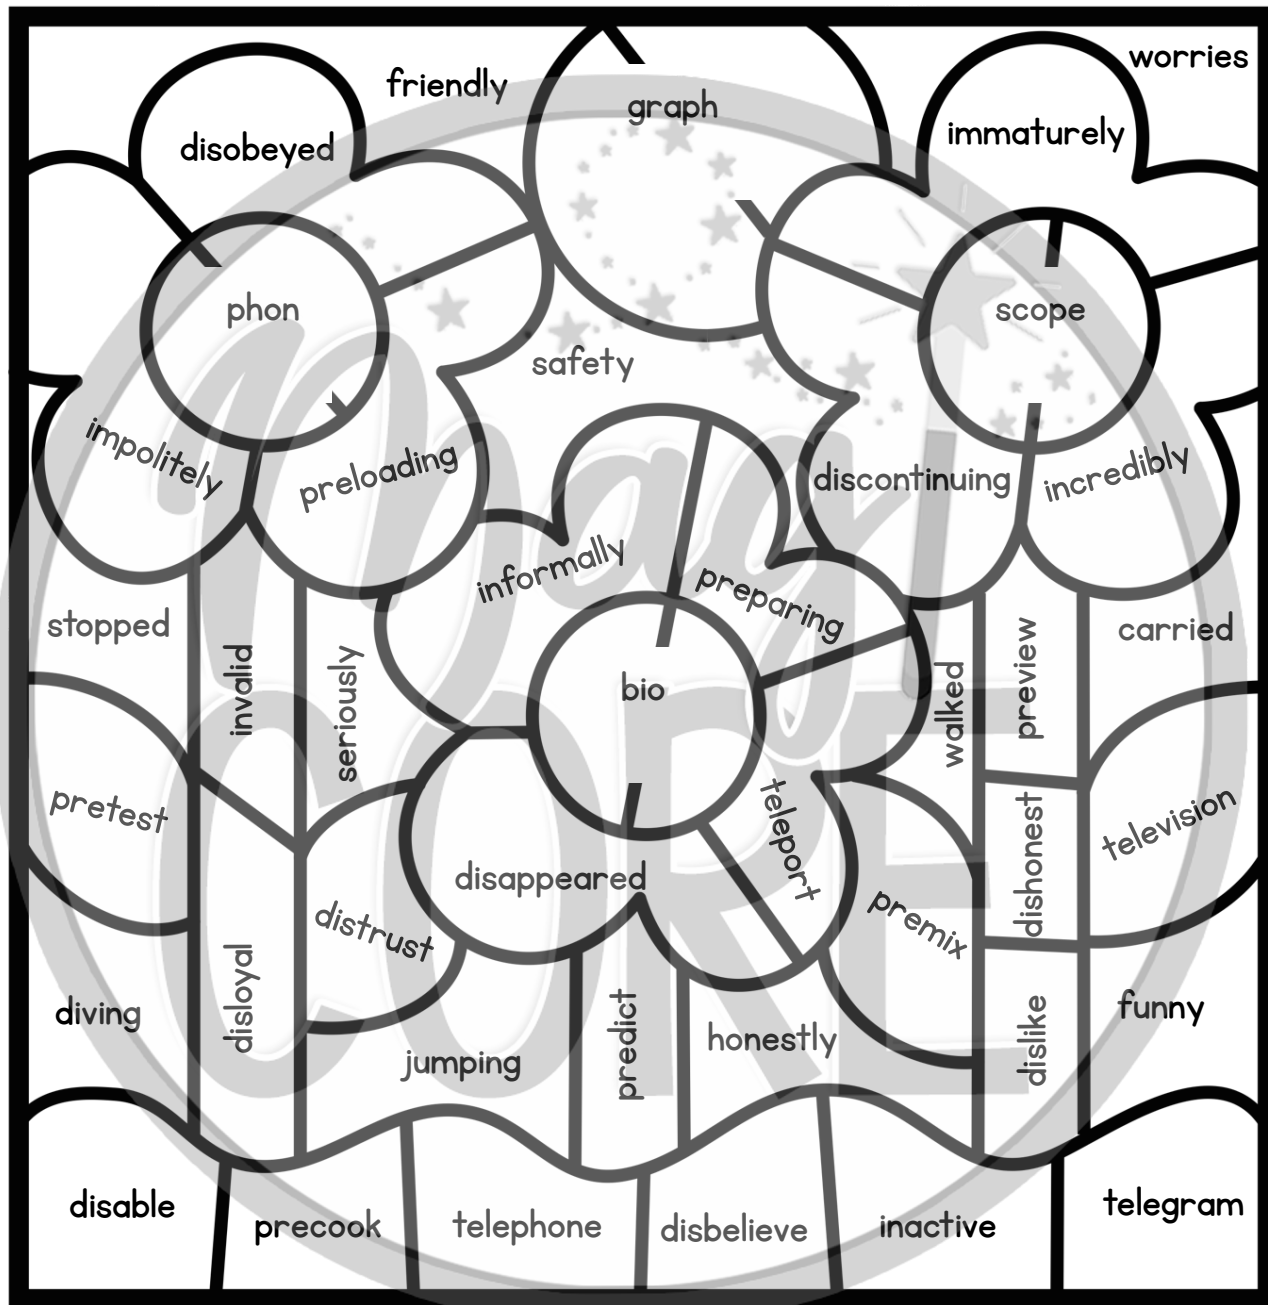 worries
friendly
graph
immaturely
disobeyed
phon
scope
safety
impolitely
preloading
discontinuing
incredibly
informally
preparing
stopped
carried
invalid
seriously
bio
walked
preview
pretest
teleport
dishonest
television
disappeared
distrust
premix
disloyal
diving
jumping
predict
honestly
dislike
funny
disable
precook
telephone
disbelieve
inactive
telegram
Mag
CORE